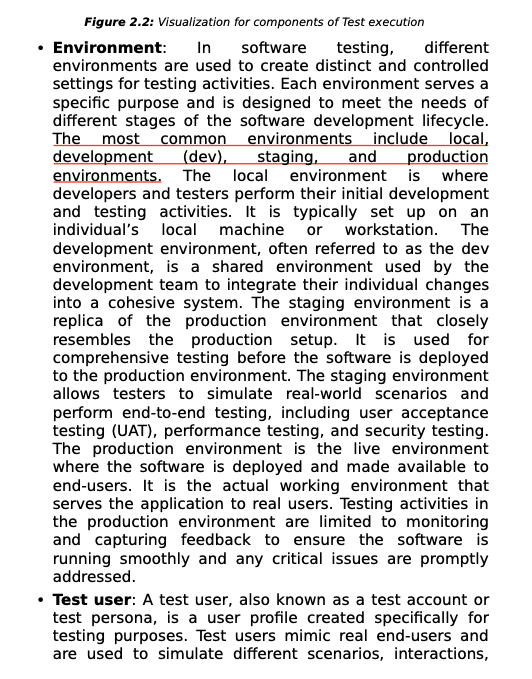 Figure 2.2: Visualization for components of Test execution
• Environment: In software testing, different
environments are used to create distinct and controlled
settings for testing activities. Each environment serves a
specific purpose and is designed to meet the needs of
different stages of the software development lifecycle.
The most common environments include local,
development (dev), staging, and production
environments. The local environment is where
developers and testers perform their initial development
and testing activities. It is typically set up on an
individual’s local machine or workstation. The
development environment, often referred to as the dev
environment, is a shared environment used by the
development team to integrate their individual changes
into a cohesive system. The staging environment is a
replica of the production environment that closely
resembles the production setup. It is used for
comprehensive testing before the software is deployed
to the production environment. The staging environment
allows testers to simulate real-world scenarios and
perform end-to-end testing, including user acceptance
testing (UAT), performance testing, and security testing.
The production environment is the live environment
where the software is deployed and made available to
end-users. It is the actual working environment that
serves the application to real users. Testing activities in
the production environment are limited to monitoring
and capturing feedback to ensure the software is
running smoothly and any critical issues are promptly
addressed.
• Test user: A test user, also known as a test account or
test persona, is a user profile created specifically for
testing purposes. Test users mimic real end-users and
are used to simulate different scenarios, interactions,